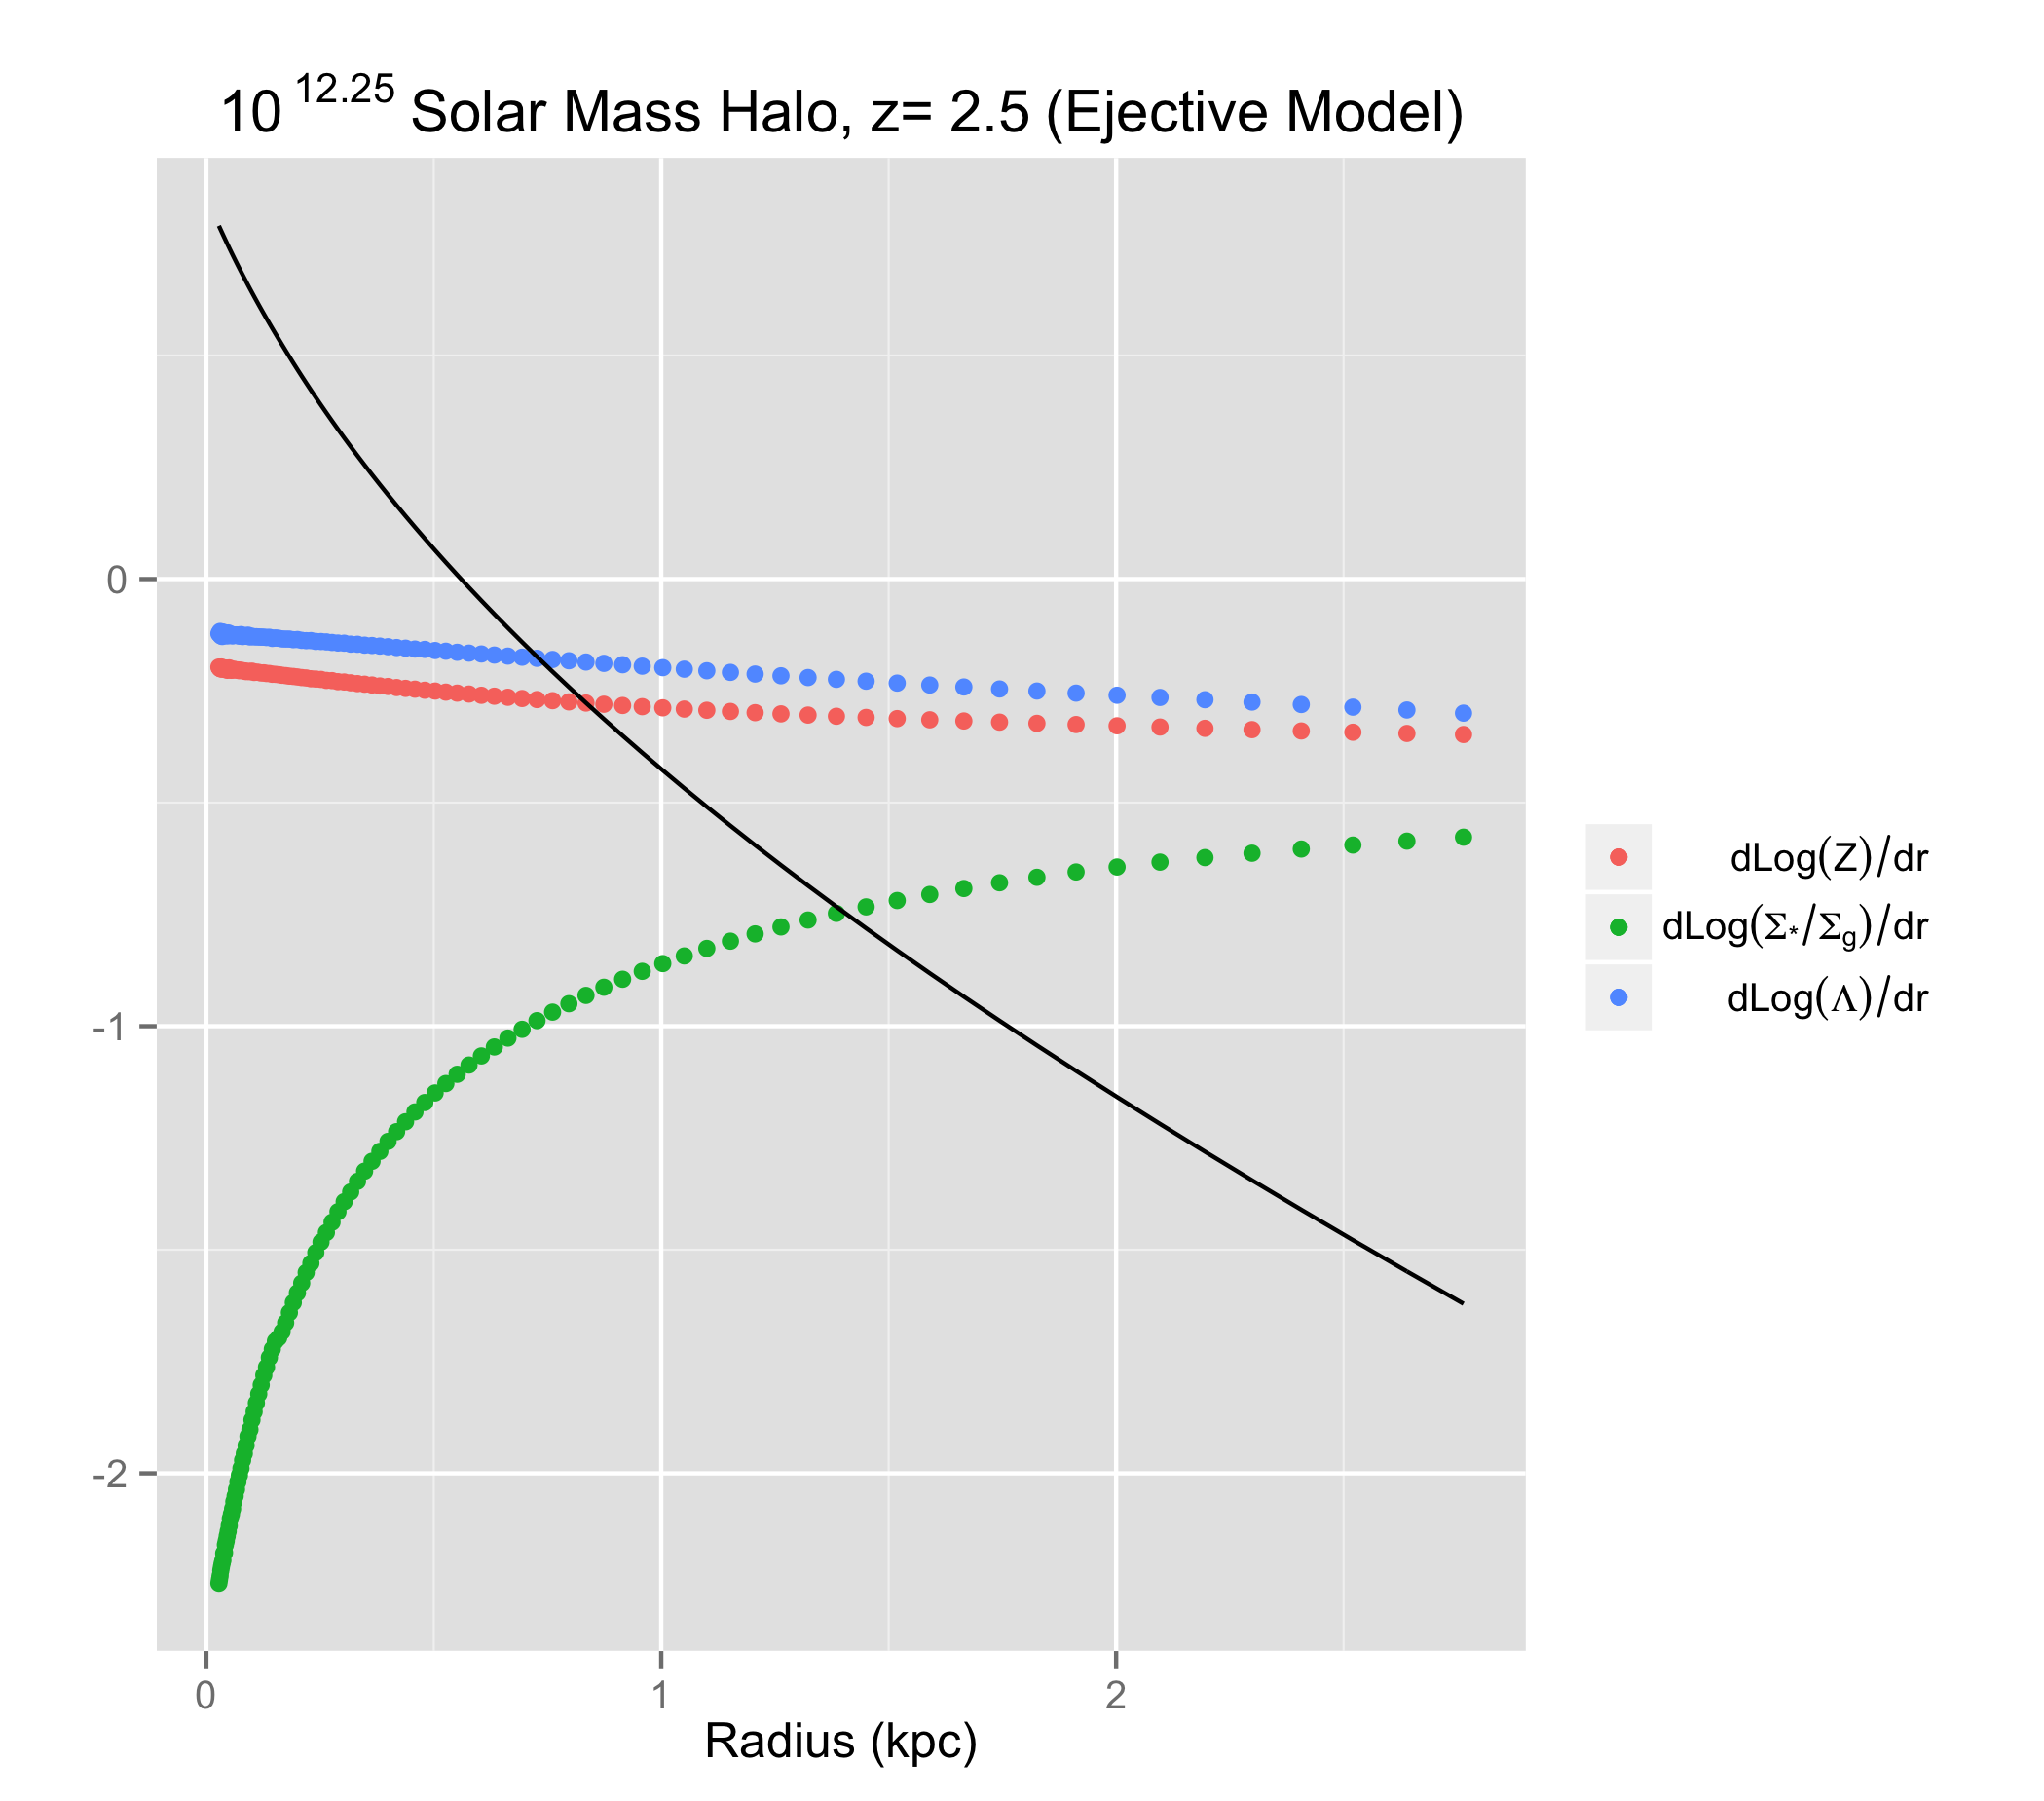 10^12.25 Solar Mass Halo, z= 2.5 (Ejective Model)
0
-1
-2
0 1 2
Radius (kpc)
dLog(Z)/dr
dLog(Σ*/Σg)/dr
dLog(Λ)/dr